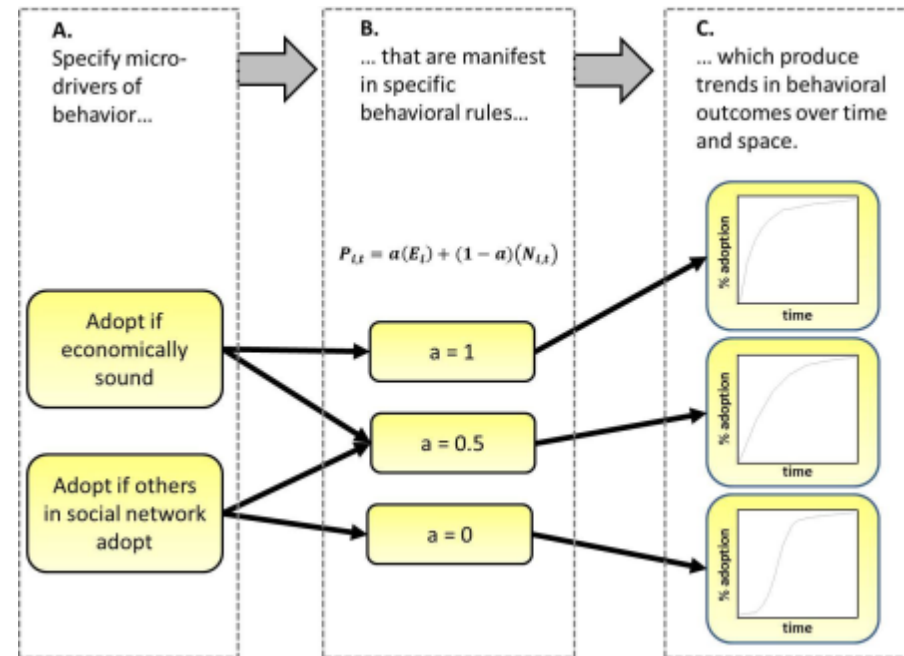 A.
Specify micro-
drivers of
behavior…
B.
… that are manifest
in specific
behavioral rules…
C.
… which produce
trends in behavioral
outcomes over time
and space.
P_{i,t} = a(E_i) + (1 − a)(N_{i,t})
Adopt if
economically
sound
Adopt if others
in social network
adopt
a = 1
a = 0.5
a = 0
% adoption
time
% adoption
time
% adoption
time